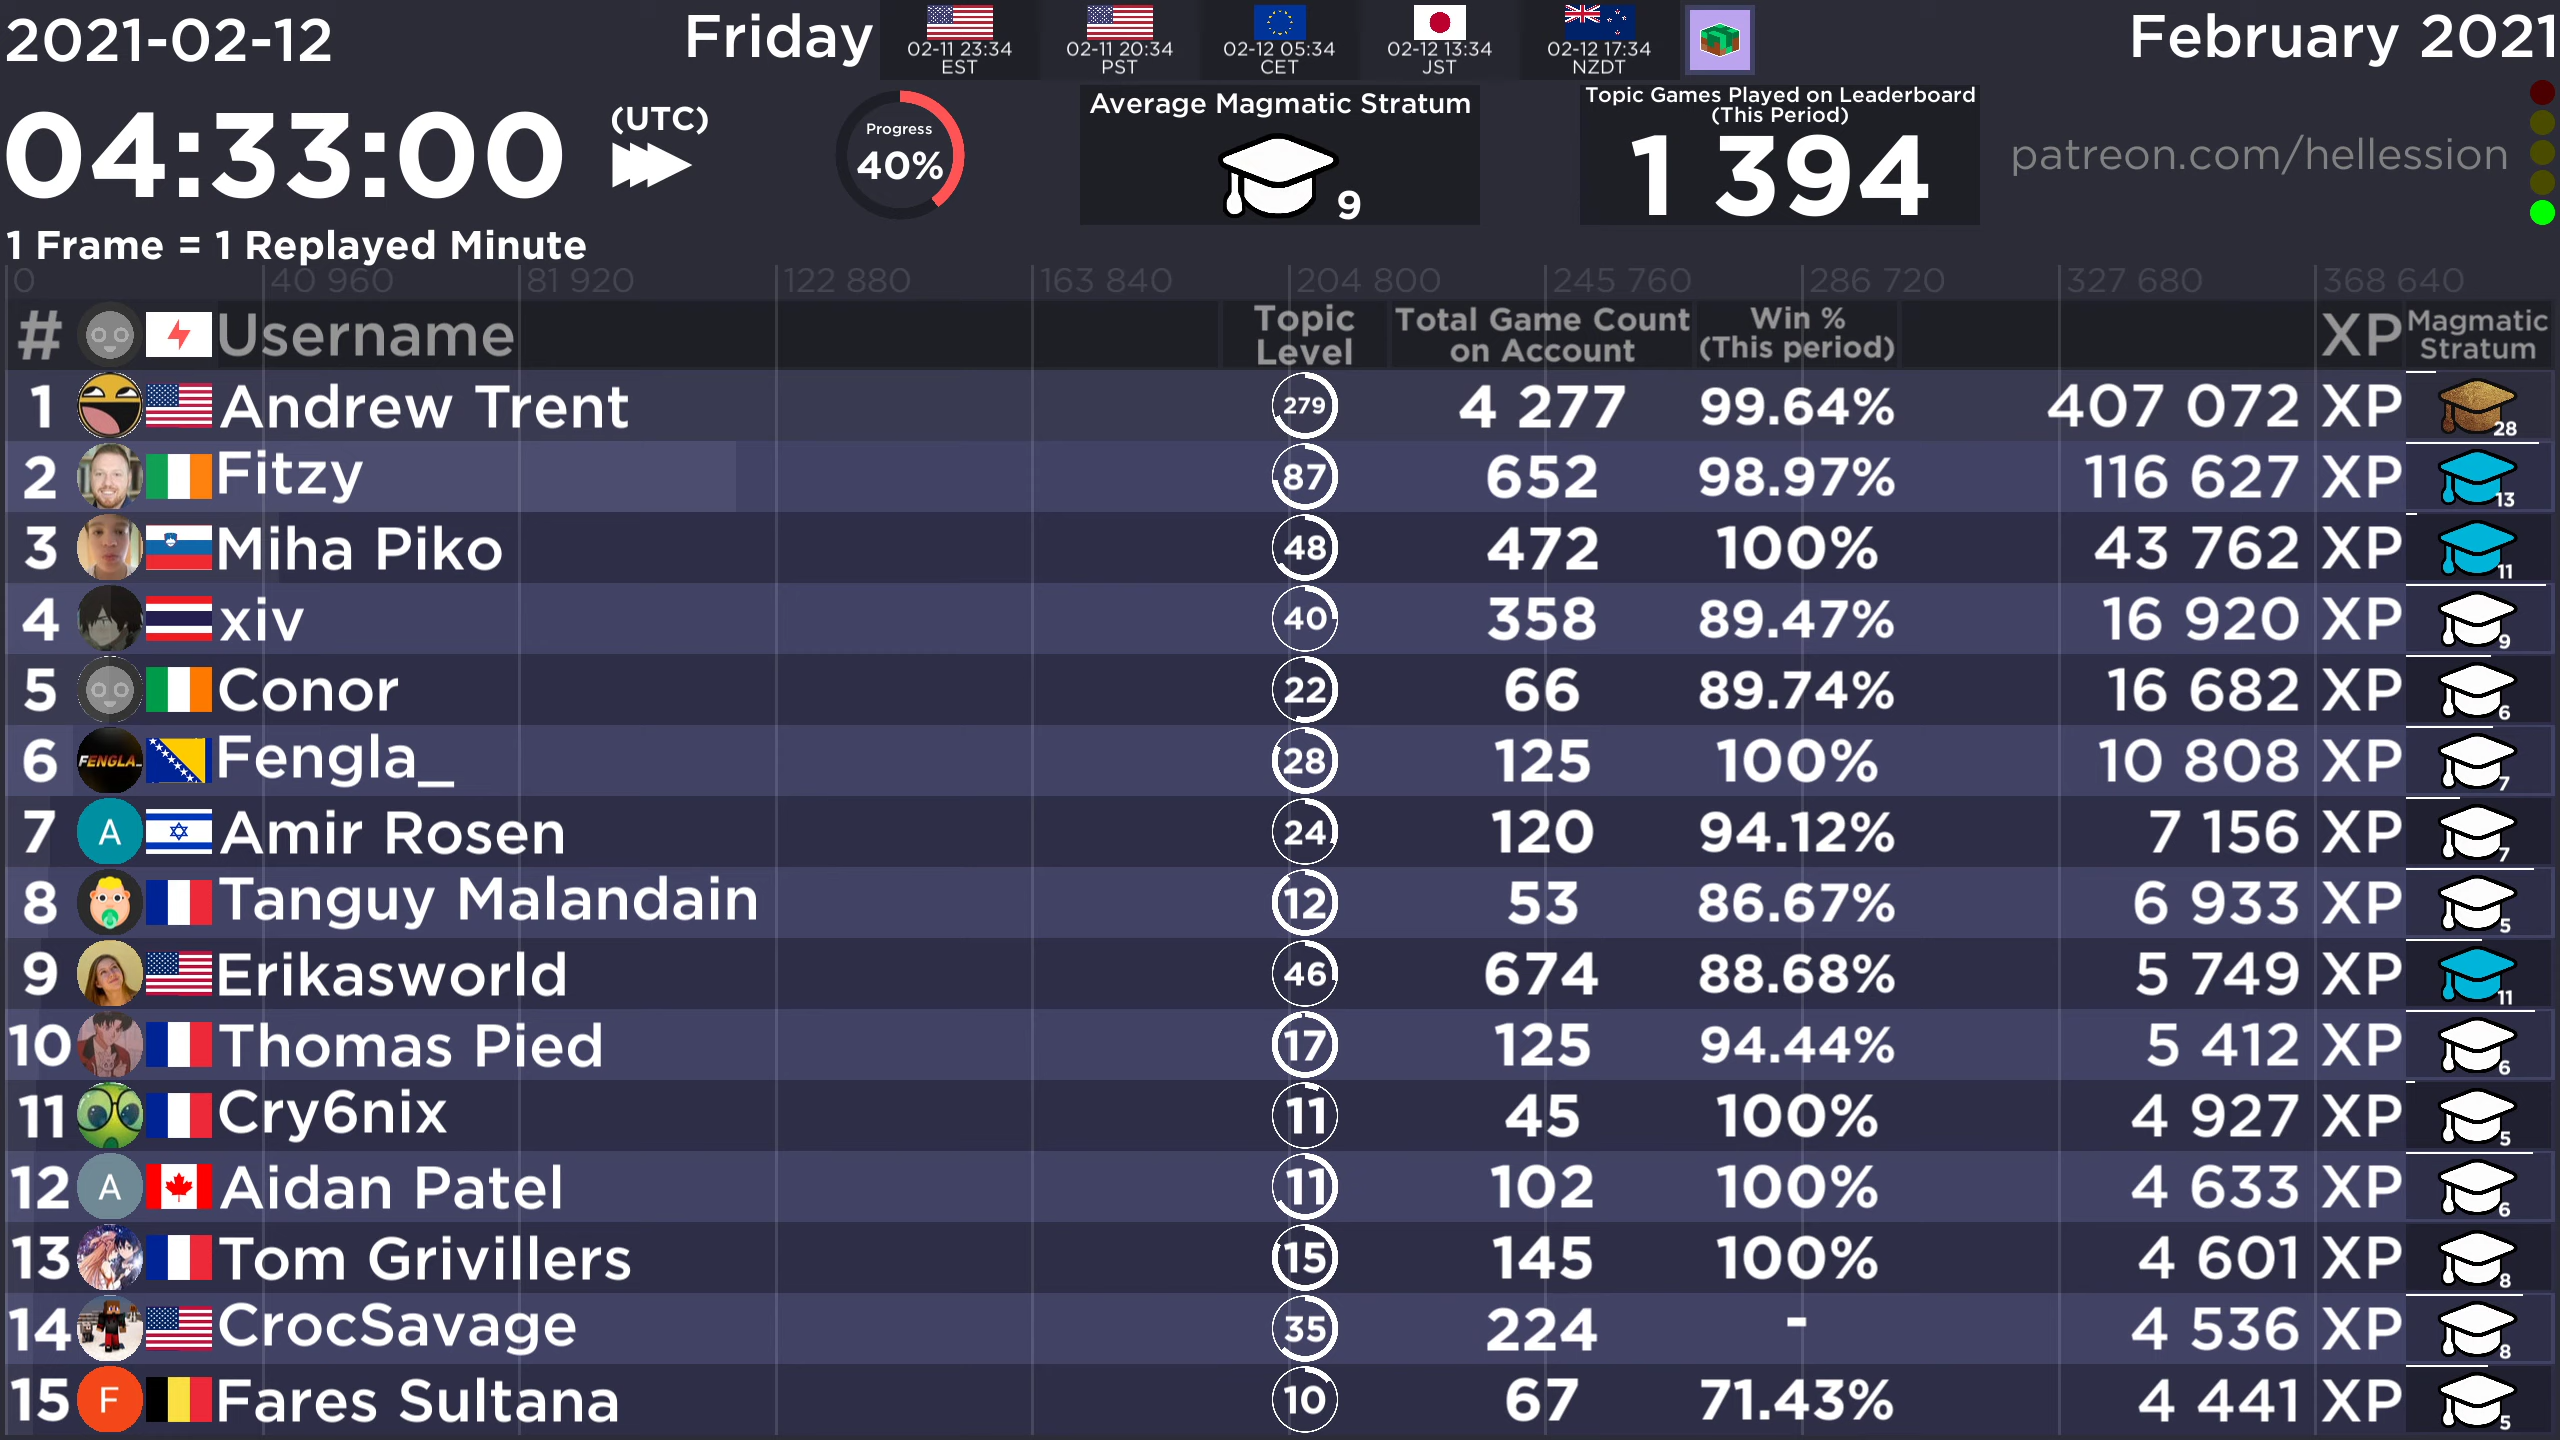 2021-02-12
Friday
02-11 23:34
EST
02-11 20:34
PST
02-12 05:34
CET
02-12 13:34
JST
02-12 17:34
NZDT
February 2021
04:33:00
(UTC)
Progress
40%
Average Magmatic Stratum
9
Topic Games Played on Leaderboard
(This Period)
1 394
patreon.com/hellession
1 Frame = 1 Replayed Minute
0 40 960 81 920 122 880 163 840 204 800 245 760 286 720 327 680 368 640
# Username Topic Level Total Game Count on Account Win % (This period) XP Magmatic Stratum
1 Andrew Trent 279 4 277 99.64% 407 072 XP 28
2 Fitzy 87 652 98.97% 116 627 XP 13
3 Miha Piko 48 472 100% 43 762 XP 11
4 xiv 40 358 89.47% 16 920 XP 9
5 Conor 22 66 89.74% 16 682 XP 6
6 FENGLA_ Fengla_ 28 125 100% 10 808 XP 7
7 A Amir Rosen 24 120 94.12% 7 156 XP 7
8 Tanguy Malandain 12 53 86.67% 6 933 XP 5
9 Erikasworld 46 674 88.68% 5 749 XP 11
10 Thomas Pied 17 125 94.44% 5 412 XP 6
11 Cry6nix 11 45 100% 4 927 XP 5
12 A Aidan Patel 11 102 100% 4 633 XP 6
13 Tom Grivillers 15 145 100% 4 601 XP 8
14 CrocSavage 35 224 - 4 536 XP 8
15 F Fares Sultana 10 67 71.43% 4 441 XP 5